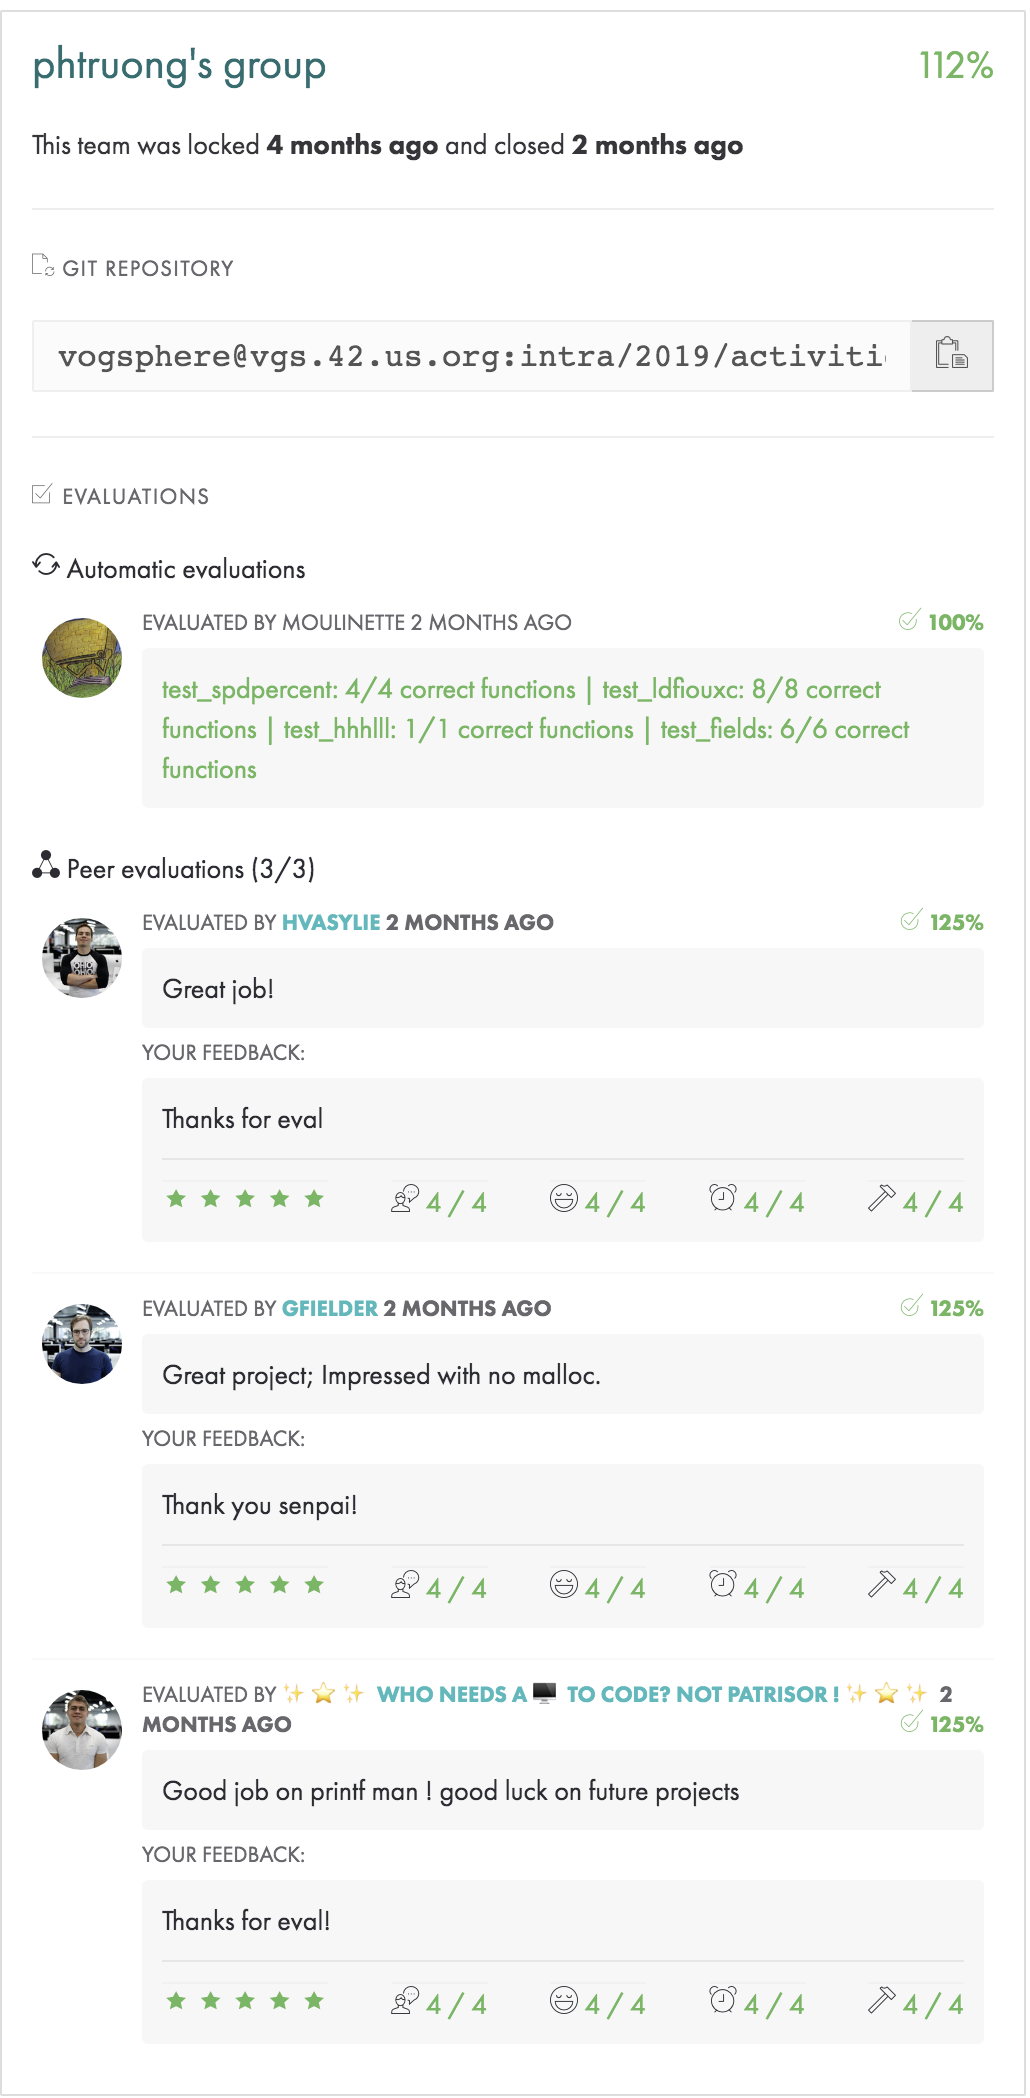 phtruong's group
112%
This team was locked 4 months ago and closed 2 months ago
GIT REPOSITORY
vogsphere@vgs.42.us.org:intra/2019/activiti
EVALUATIONS
Automatic evaluations
EVALUATED BY MOULINETTE 2 MONTHS AGO
100%
test_spdpercent: 4/4 correct functions | test_ldfiouxc: 8/8 correct
functions | test_hhhlll: 1/1 correct functions | test_fields: 6/6 correct
functions
Peer evaluations (3/3)
EVALUATED BY HVASYLIE 2 MONTHS AGO
125%
Great job!
YOUR FEEDBACK:
Thanks for eval
4 / 4 4 / 4 4 / 4 4 / 4
EVALUATED BY GFIELDER 2 MONTHS AGO
125%
Great project; Impressed with no malloc.
YOUR FEEDBACK:
Thank you senpai!
4 / 4 4 / 4 4 / 4 4 / 4
EVALUATED BY ✨ ⭐ ✨ WHO NEEDS A 🖥 TO CODE? NOT PATRISOR ! ✨ ⭐ ✨ 2
MONTHS AGO
125%
Good job on printf man ! good luck on future projects
YOUR FEEDBACK:
Thanks for eval!
4 / 4 4 / 4 4 / 4 4 / 4